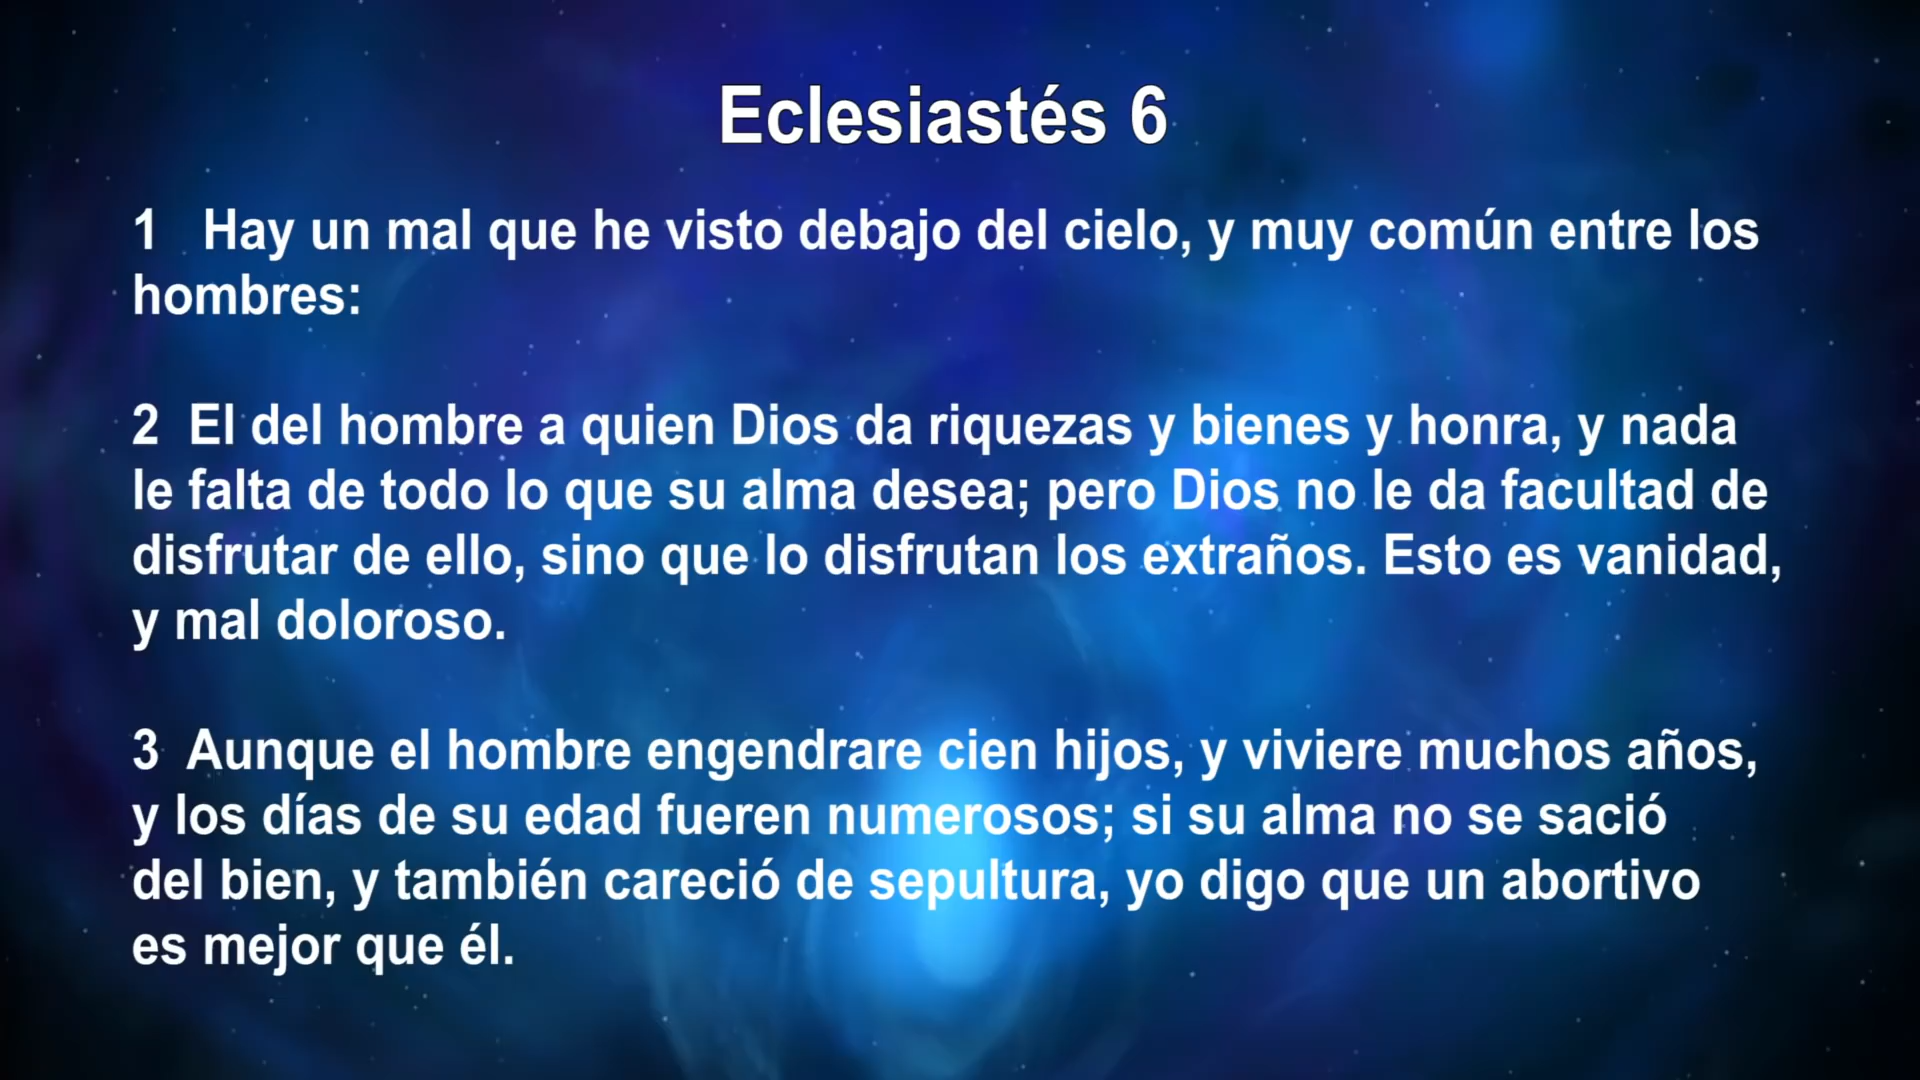 Eclesiastés 6
1 Hay un mal que he visto debajo del cielo, y muy común entre los
hombres:
2 El del hombre a quien Dios da riquezas y bienes y honra, y nada
le falta de todo lo que su alma desea; pero Dios no le da facultad de
disfrutar de ello, sino que lo disfrutan los extraños. Esto es vanidad,
y mal doloroso.
3 Aunque el hombre engendrare cien hijos, y viviere muchos años,
y los días de su edad fueren numerosos; si su alma no se sació
del bien, y también careció de sepultura, yo digo que un abortivo
es mejor que él.